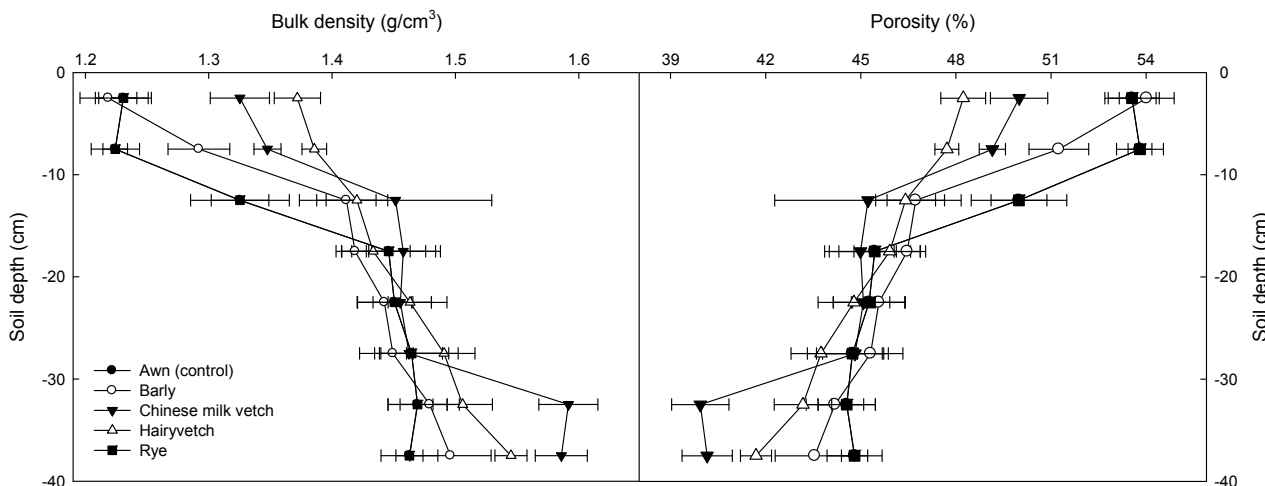 Bulk density (g/cm³) Porosity (%)
1.2 1.3 1.4 1.5 1.6 39 42 45 48 51 54
0 0
-10 -10
-20 -20
-30 -30
-40 -40
Soil depth (cm)
Soil depth (cm)
Awn (control)
Barly
Chinese milk vetch
Hairyvetch
Rye